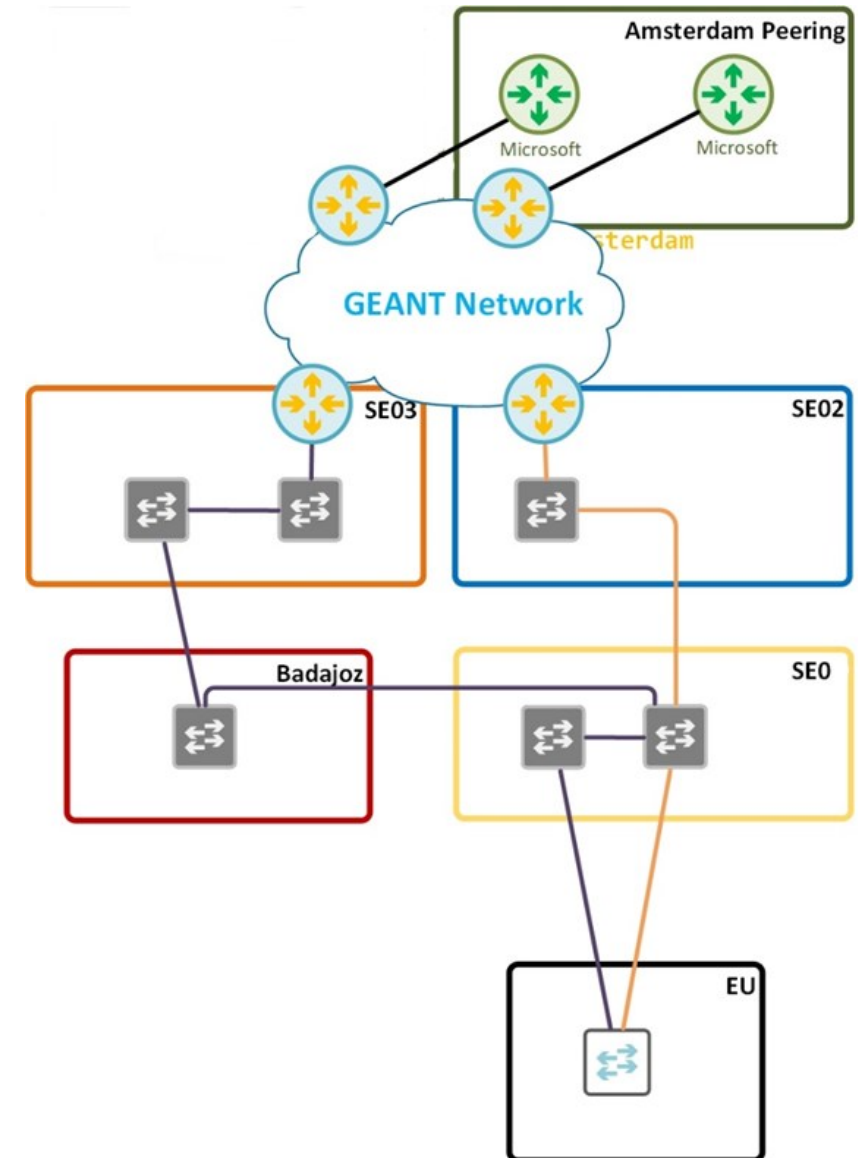 Amsterdam Peering
Microsoft
Microsoft
sterdam
GEANT Network
SE03
SE02
Badajoz
SE0
EU